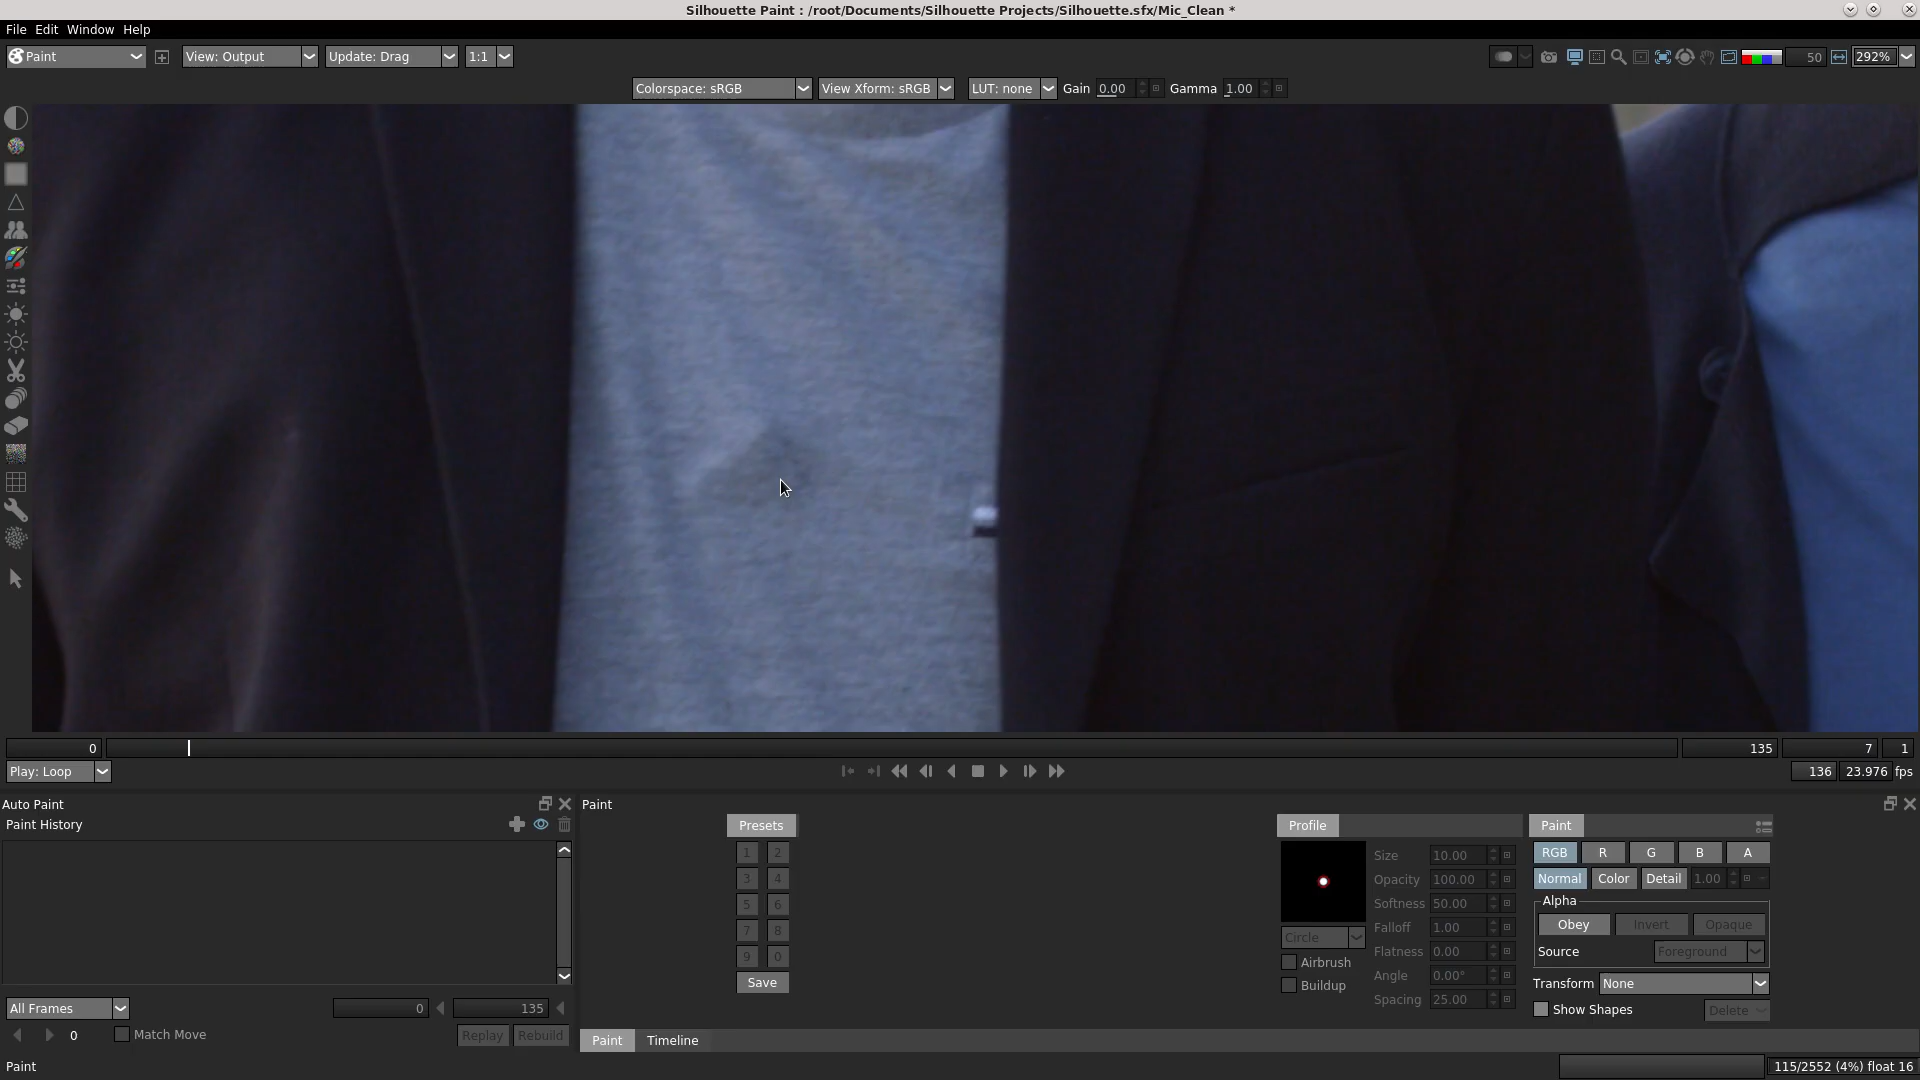 Silhouette Paint : /root/Documents/Silhouette Projects/Silhouette.sfx/Mic_Clean *
File Edit Window Help
Paint View: Output Update: Drag 1:1 50 292%
Colorspace: sRGB View Xform: sRGB LUT: none Gain 0.00 Gamma 1.00
0 135 7 1
Play: Loop 136 23.976 fps
Auto Paint Paint
Paint History Presets Profile Paint
1 2 RGB R G B A
Size 10.00
3 4 Opacity 100.00 Normal Color Detail 1.00
5 6 Softness 50.00 Alpha
7 8 Falloff 1.00 Obey Invert Opaque
Circle
9 0 Flatness 0.00 Source Foreground
Airbrush
Save Angle 0.00° Transform None
Buildup
Spacing 25.00
All Frames 0 135 Show Shapes Delete
0 Match Move Replay Rebuild
Paint Timeline
Paint 115/2552 (4%) float 16